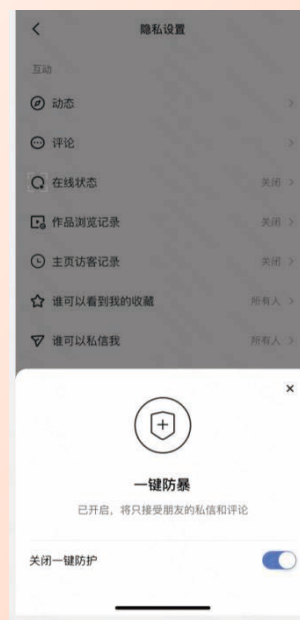 隐私设置
互动
动态
评论
在线状态 关闭
作品浏览记录 关闭
主页访客记录 关闭
谁可以看到我的收藏 所有人
谁可以私信我 所有人
一键防暴
已开启，将只接受朋友的私信和评论
关闭一键防护